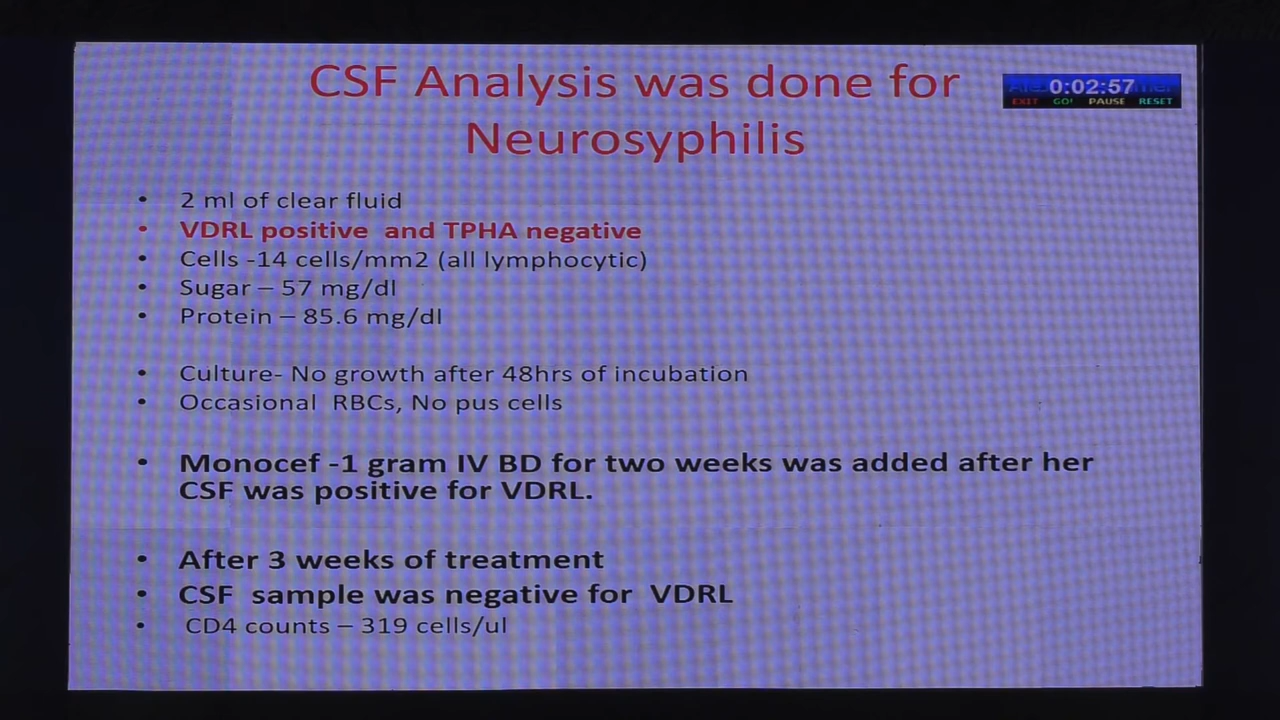 CSF Analysis was done for
Neurosyphilis
0:02:57
EXIT GO! PAUSE RESET
• 2 ml of clear fluid
• VDRL positive and TPHA negative
• Cells -14 cells/mm2 (all lymphocytic)
• Sugar – 57 mg/dl
• Protein – 85.6 mg/dl
• Culture- No growth after 48hrs of incubation
• Occasional RBCs, No pus cells
• Monocef -1 gram IV BD for two weeks was added after her
CSF was positive for VDRL.
• After 3 weeks of treatment
• CSF sample was negative for VDRL
• CD4 counts – 319 cells/ul